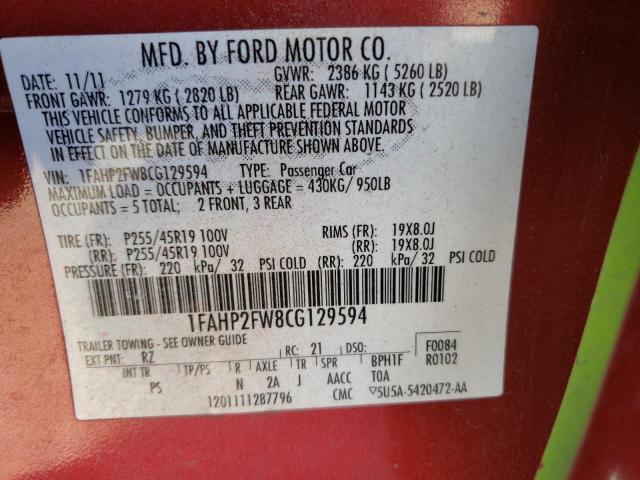 MFD. BY FORD MOTOR CO.
DATE: 11/11 GVWR: 2386 KG ( 5260 LB)
FRONT GAWR: 1279 KG ( 2820 LB) REAR GAWR: 1143 KG ( 2520 LB)
THIS VEHICLE CONFORMS TO ALL APPLICABLE FEDERAL MOTOR
VEHICLE SAFETY, BUMPER, AND THEFT PREVENTION STANDARDS
IN EFFECT ON THE DATE OF MANUFACTURE SHOWN ABOVE.
VIN: 1FAHP2FW8CG129594 TYPE: Passenger Car
MAXIMUM LOAD = OCCUPANTS + LUGGAGE = 430KG/ 950LB
OCCUPANTS = 5 TOTAL; 2 FRONT, 3 REAR
TIRE (FR): P255/45R19 100V RIMS (FR): 19X8.0J
(RR): P255/45R19 100V (RR): 19X8.0J
PRESSURE (FR): 220 kPa/ 32 PSI COLD (RR): 220 kPa/ 32 PSI COLD
1FAHP2FW8CG129594
TRAILER TOWING - SEE OWNER GUIDE
EXT PNT: RZ RC: 21 DSO: F0084
INT TR TP/PS R AXLE TR SPR BPH1F R0102
PS N 2A J AACC TOA
1201111287796 CMC ▽5U5A-5420472-AA